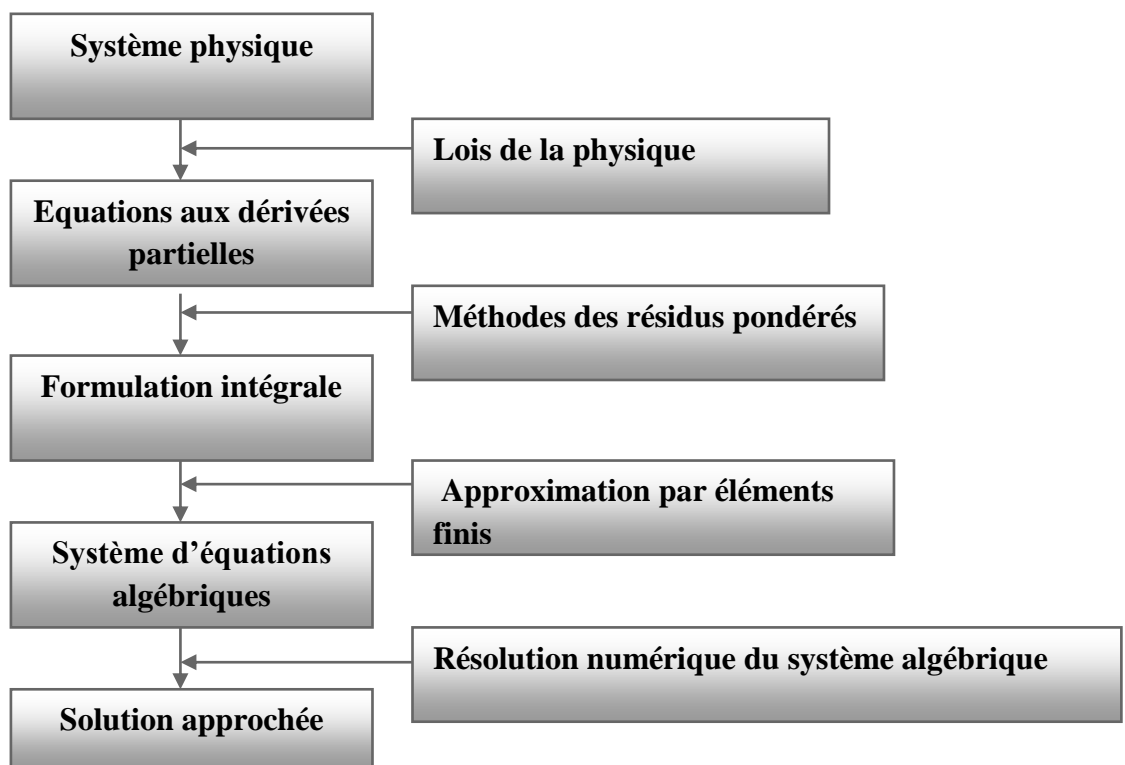 Système physique
Lois de la physique
Equations aux dérivées
partielles
Méthodes des résidus pondérés
Formulation intégrale
Approximation par éléments
finis
Système d’équations
algébriques
Résolution numérique du système algébrique
Solution approchée